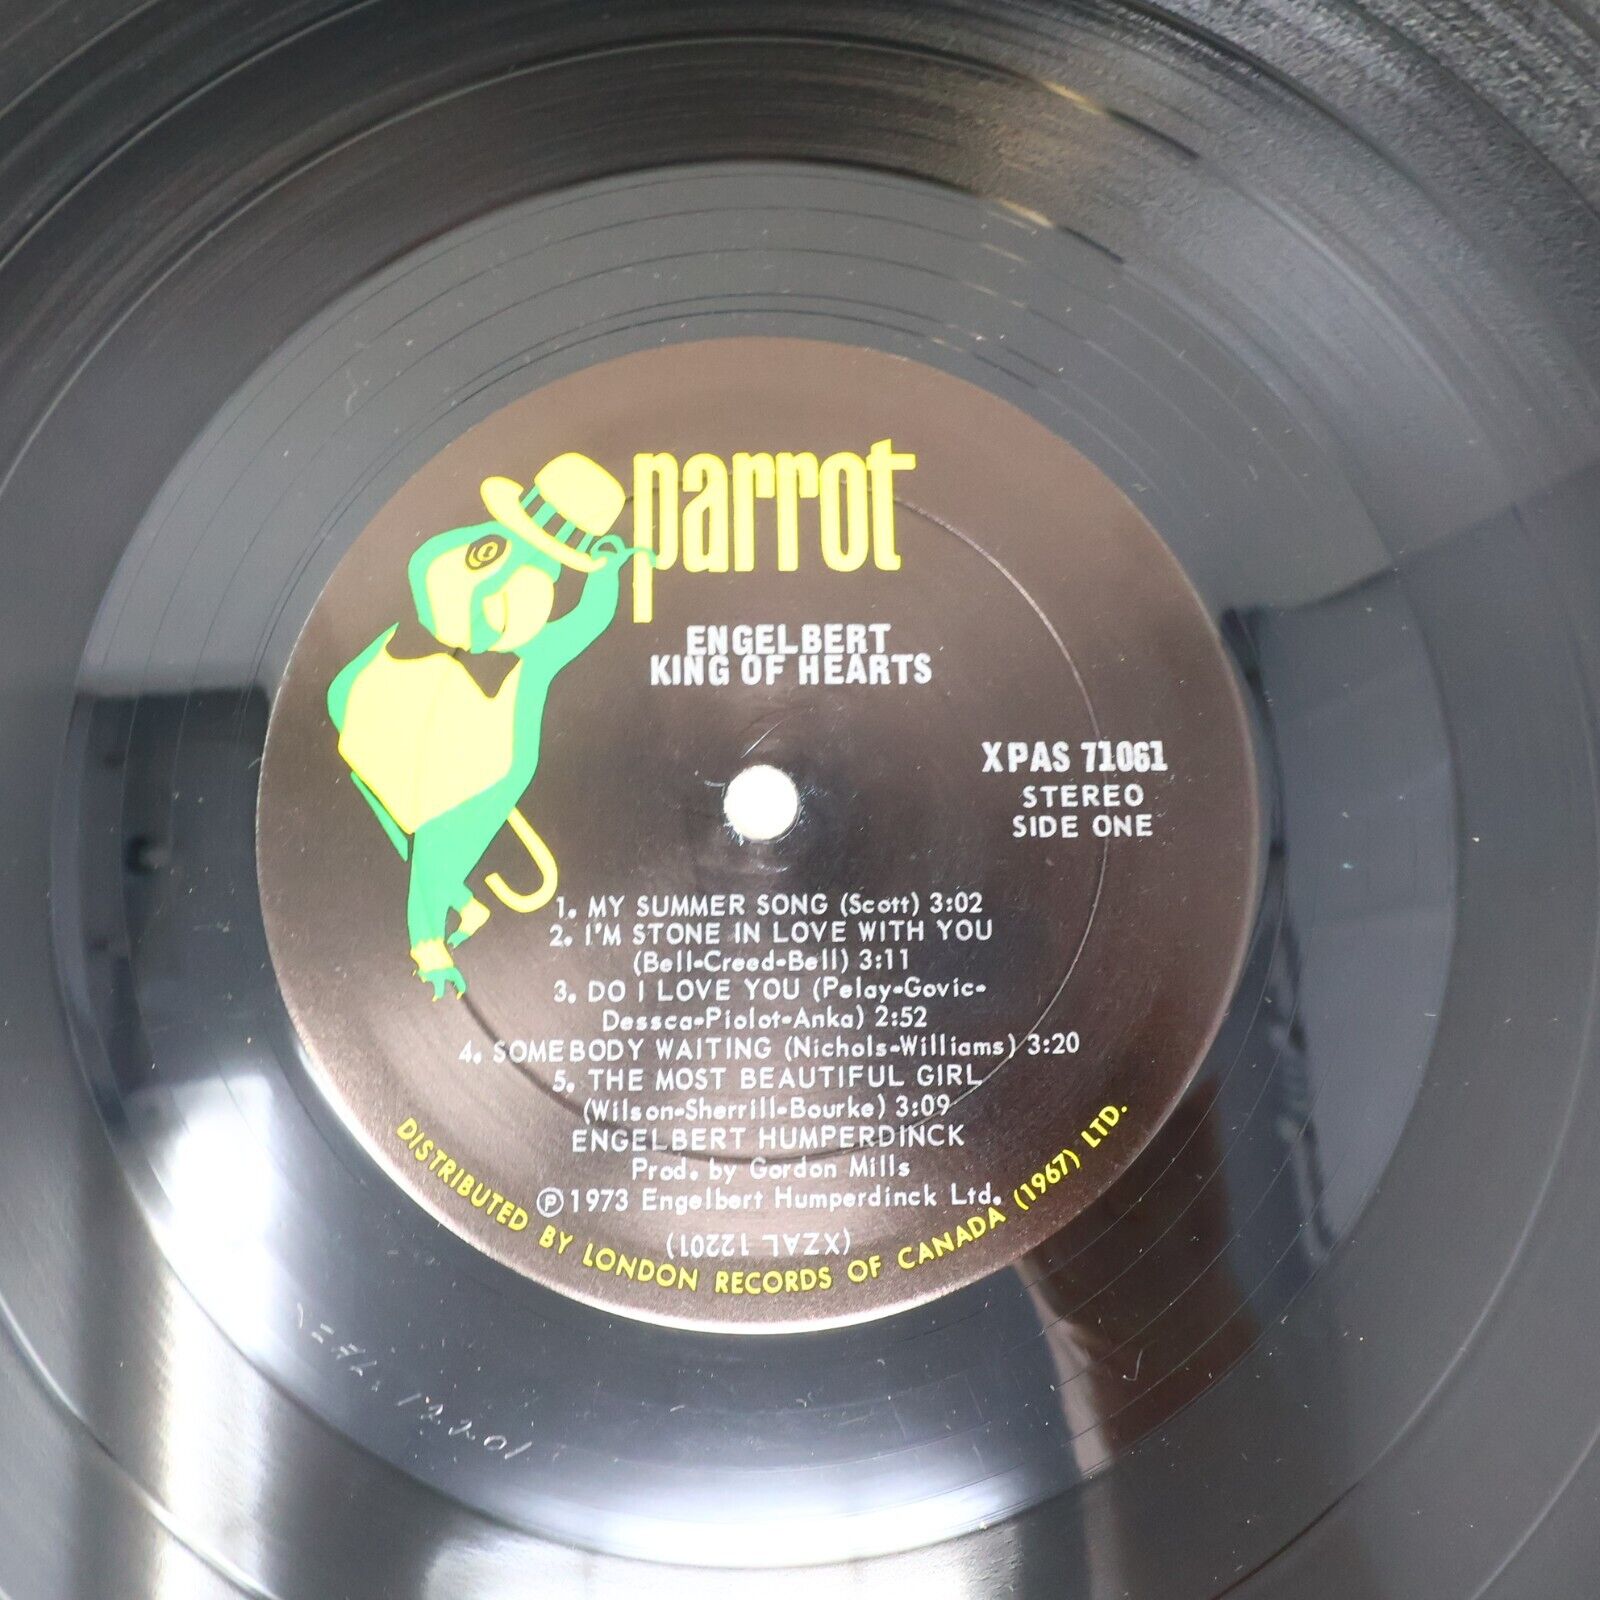 parrot
ENGELBERT
KING OF HEARTS
XPAS 71061
STEREO
SIDE ONE
1. MY SUMMER SONG (Scott) 3:02
2. I'M STONE IN LOVE WITH YOU
(Bell-Creed-Bell) 3:11
3. DO I LOVE YOU (Pelay-Govic-
Dessca-Piolot-Anka) 2:52
4. SOMEBODY WAITING (Nichols-Williams) 3:20
5. THE MOST BEAUTIFUL GIRL
(Wilson-Sherrill-Bourke) 3:09
ENGELBERT HUMPERDINCK
Prod. by Gordon Mills
Ⓟ1973 Engelbert Humperdinck Ltd.
(XZAL 12201)
DISTRIBUTED BY LONDON RECORDS OF CANADA (1967) LTD.
12201